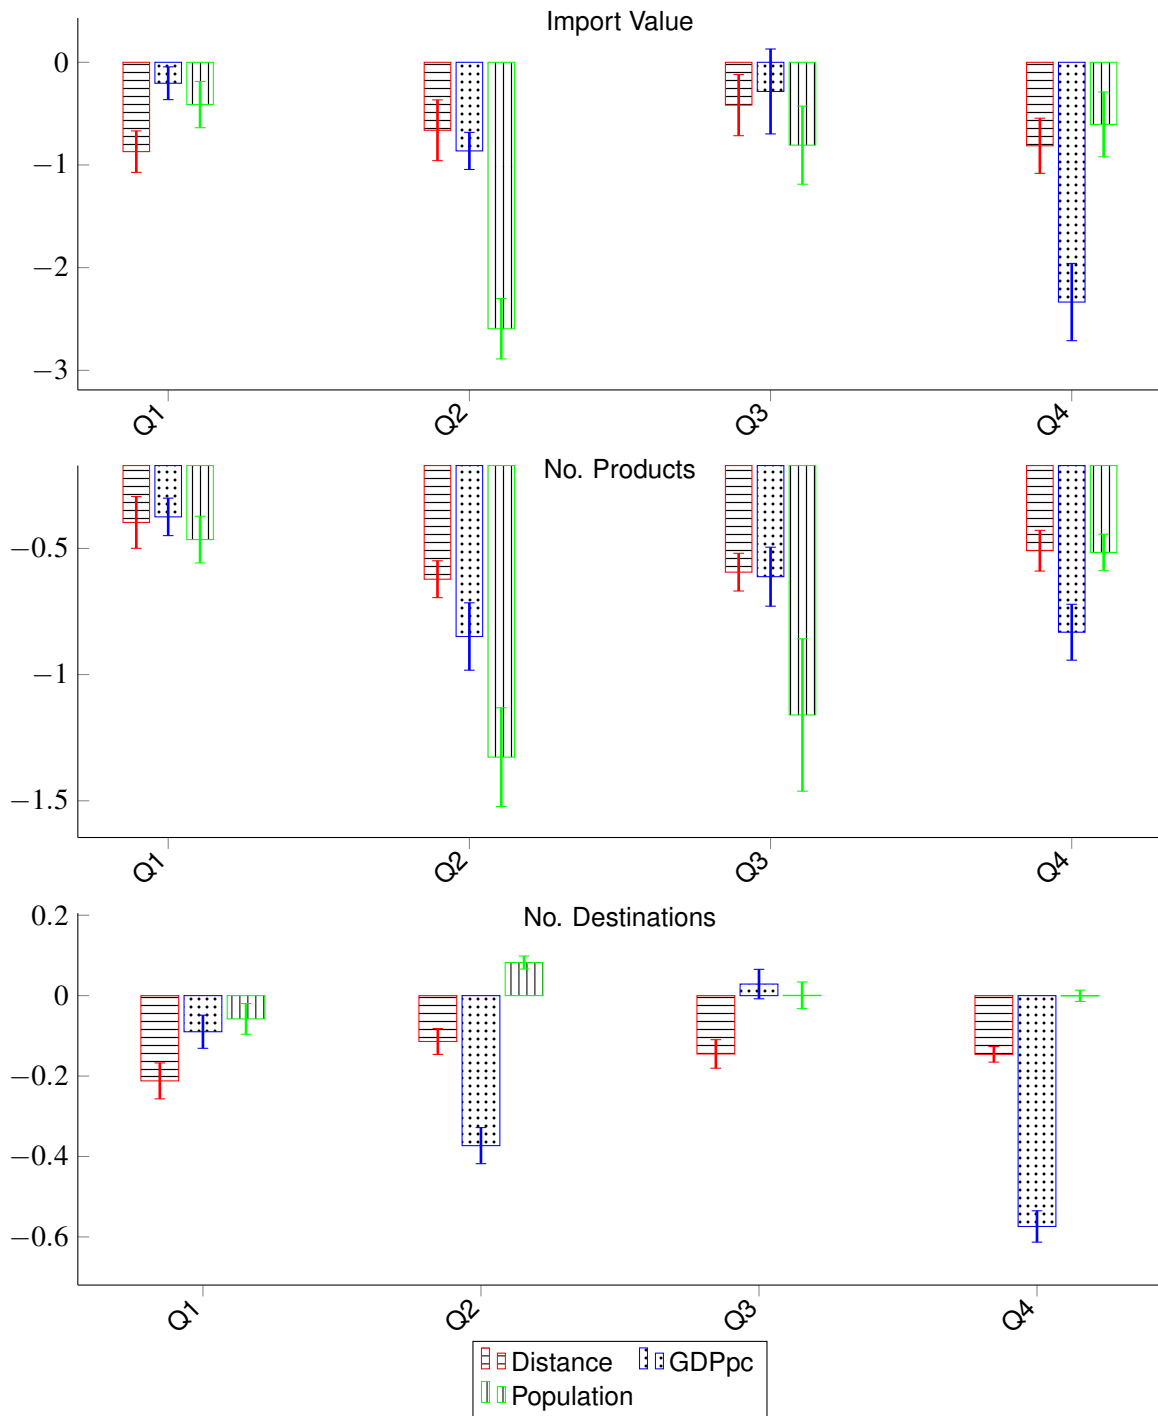 Import Value
0
−1
−2
−3
Q1 Q2 Q3 Q4
No. Products
−0.5
−1
−1.5
Q1 Q2 Q3 Q4
No. Destinations
0.2
0
−0.2
−0.4
−0.6
Q1 Q2 Q3 Q4
Distance GDPpc
Population